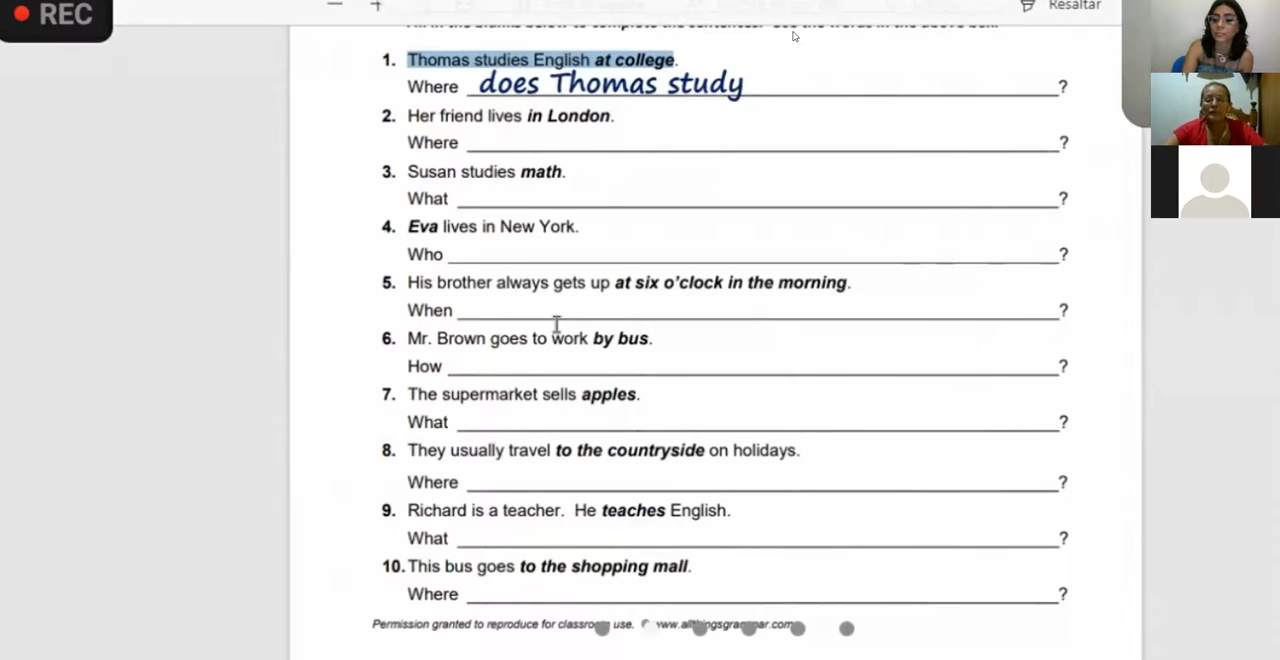 REC
Resaltar
1. Thomas studies English at college.
Where does Thomas study ?
2. Her friend lives in London.
Where ?
3. Susan studies math.
What ?
4. Eva lives in New York.
Who ?
5. His brother always gets up at six o'clock in the morning.
When ?
6. Mr. Brown goes to work by bus.
How ?
7. The supermarket sells apples.
What ?
8. They usually travel to the countryside on holidays.
Where ?
9. Richard is a teacher. He teaches English.
What ?
10. This bus goes to the shopping mall.
Where ?
Permission granted to reproduce for classroom use. © www.allthingsgrammar.com